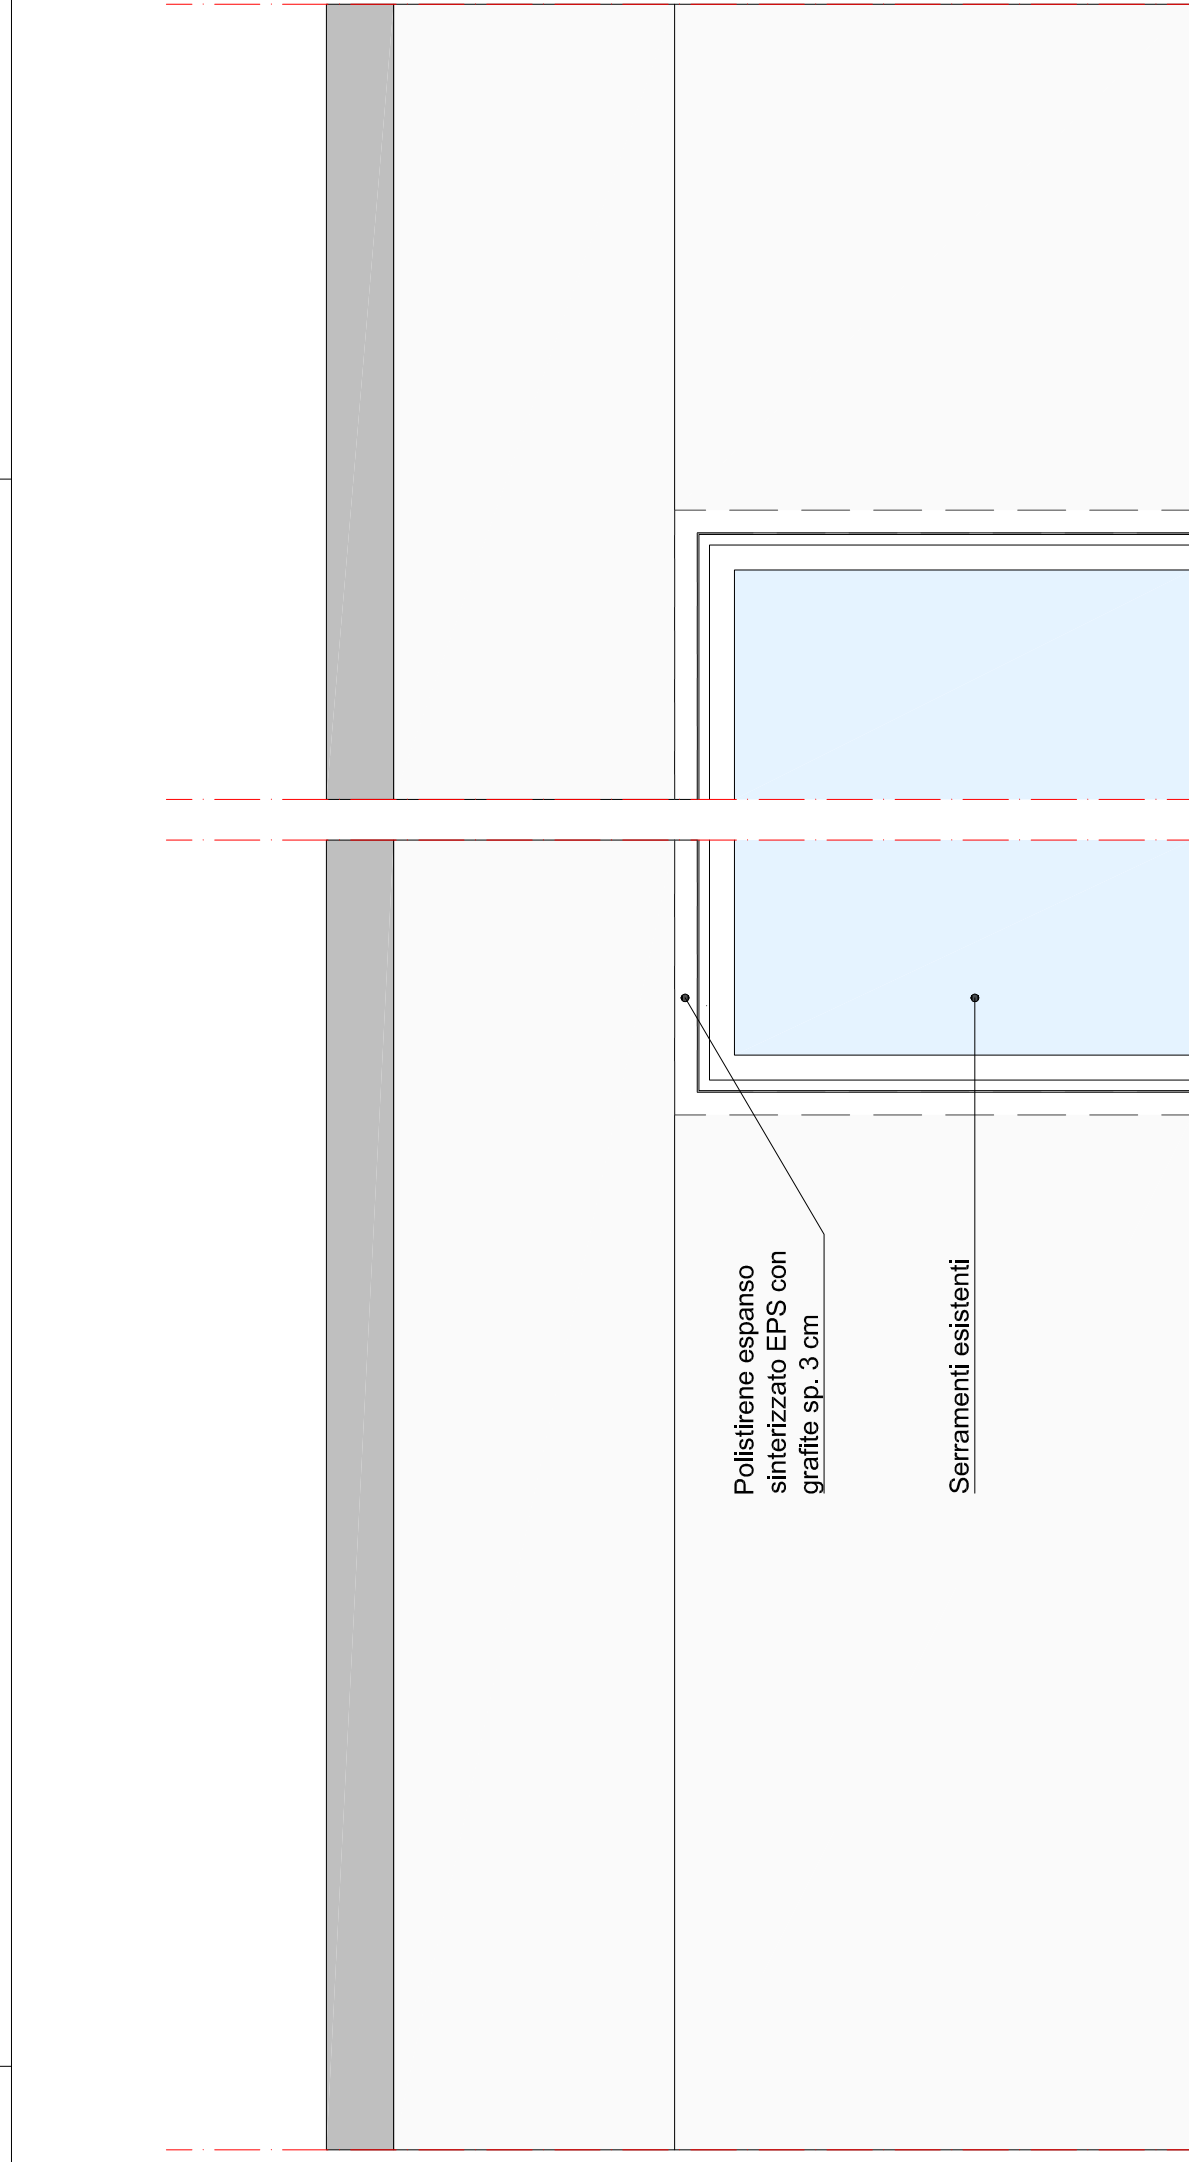 Polistirene espanso
sinterizzato EPS con
grafite sp. 3 cm
Serramenti esistenti